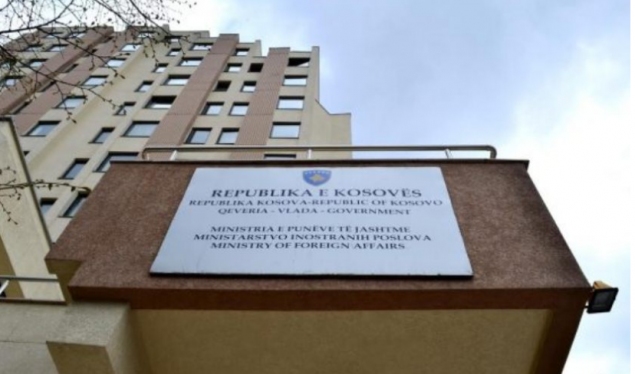 REPUBLIKA E KOSOVËS
REPUBLIKA KOSOVA-REPUBLIC OF KOSOVO
QEVERIA - VLADA - GOVERNMENT
MINISTRIA E PUNËVE TË JASHTME
MINISTARSTVO INOSTRANIH POSLOVA
MINISTRY OF FOREIGN AFFAIRS